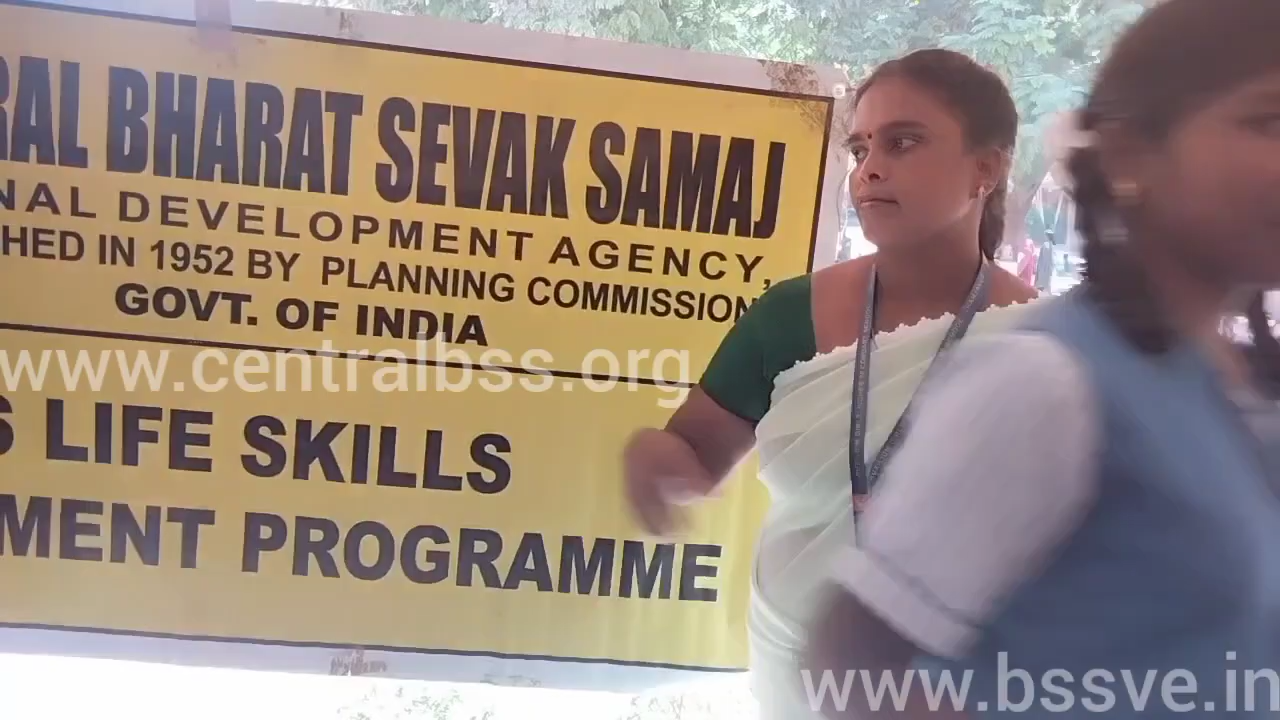 RAL BHARAT SEVAK SAMAJ
NAL DEVELOPMENT AGENCY,
HED IN 1952 BY PLANNING COMMISSION
GOVT. OF INDIA
www.centralbss.org
S LIFE SKILLS
MENT PROGRAMME
www.bssve.in